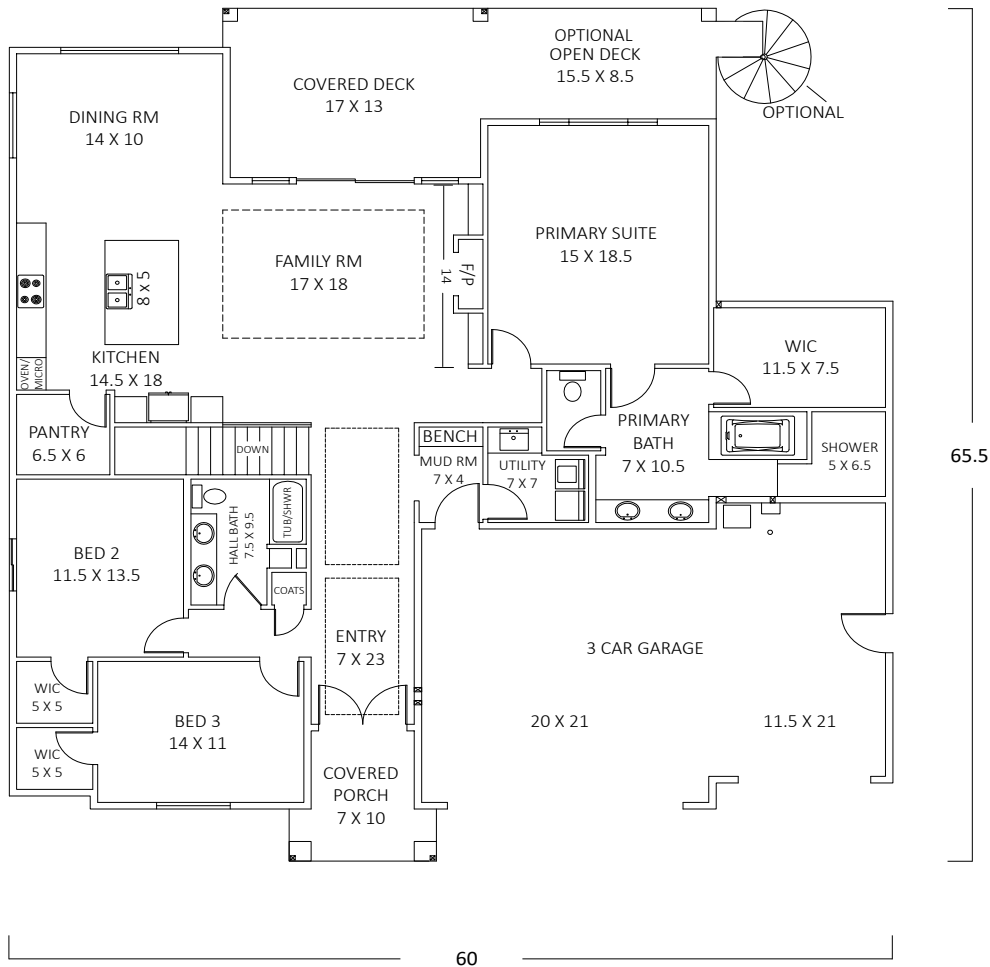 OPTIONAL
OPEN DECK
15.5 X 8.5
COVERED DECK
17 X 13
OPTIONAL
DINING RM
14 X 10
PRIMARY SUITE
15 X 18.5
FAMILY RM
17 X 18
F/P
14
8 x 5
KITCHEN
14.5 X 18
OVEN/
MICRO
WIC
11.5 X 7.5
PANTRY
6.5 X 6
DOWN
BENCH
MUD RM
7 X 4
UTILITY
7 X 7
PRIMARY
BATH
7 X 10.5
SHOWER
5 X 6.5
65.5
BED 2
11.5 X 13.5
HALL BATH
7.5 X 9.5
TUB/SHWR
COATS
ENTRY
7 X 23
3 CAR GARAGE
WIC
5 X 5
BED 3
14 X 11
20 X 21
11.5 X 21
WIC
5 X 5
COVERED
PORCH
7 X 10
60